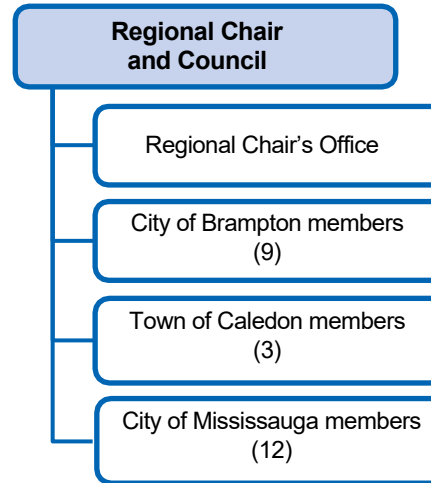 Regional Chair
and Council
Regional Chair’s Office
City of Brampton members
(9)
Town of Caledon members
(3)
City of Mississauga members
(12)